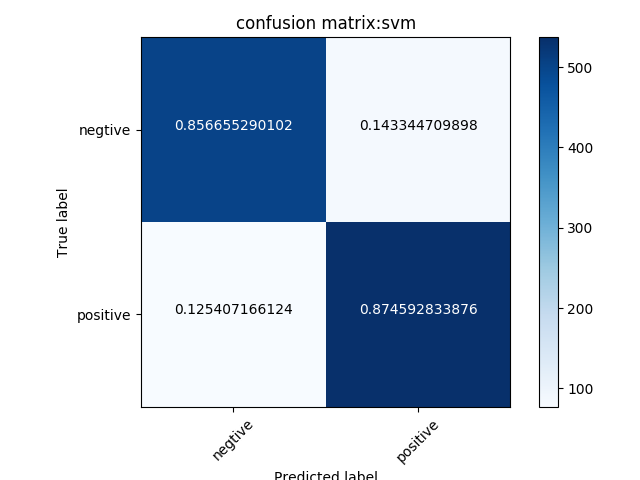 confusion matrix:svm
500
0.856655290102 0.143344709898
negtive
400
True label
300
0.125407166124 0.874592833876
positive
200
100
negtive positive
Predicted label